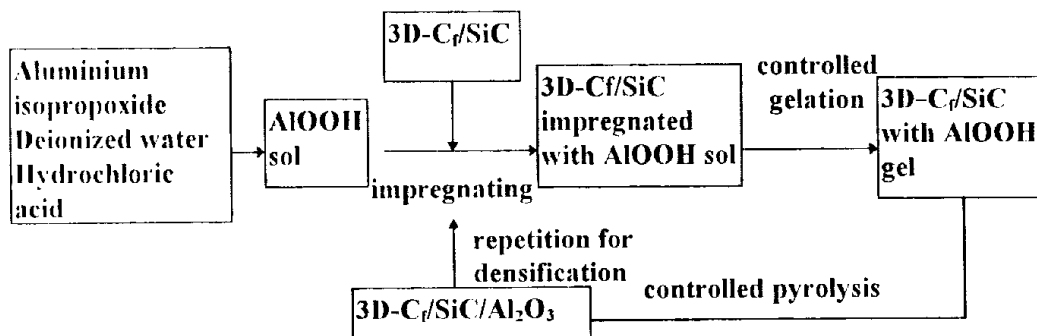 Aluminium
isopropoxide
Deionized water
Hydrochloric
acid
AlOOH
sol
3D-Cf/SiC
impregnating
3D-Cf/SiC
impregnated
with AlOOH sol
controlled
gelation
3D-Cf/SiC
with AlOOH
gel
repetition for
densification
controlled pyrolysis
3D-Cf/SiC/Al₂O₃